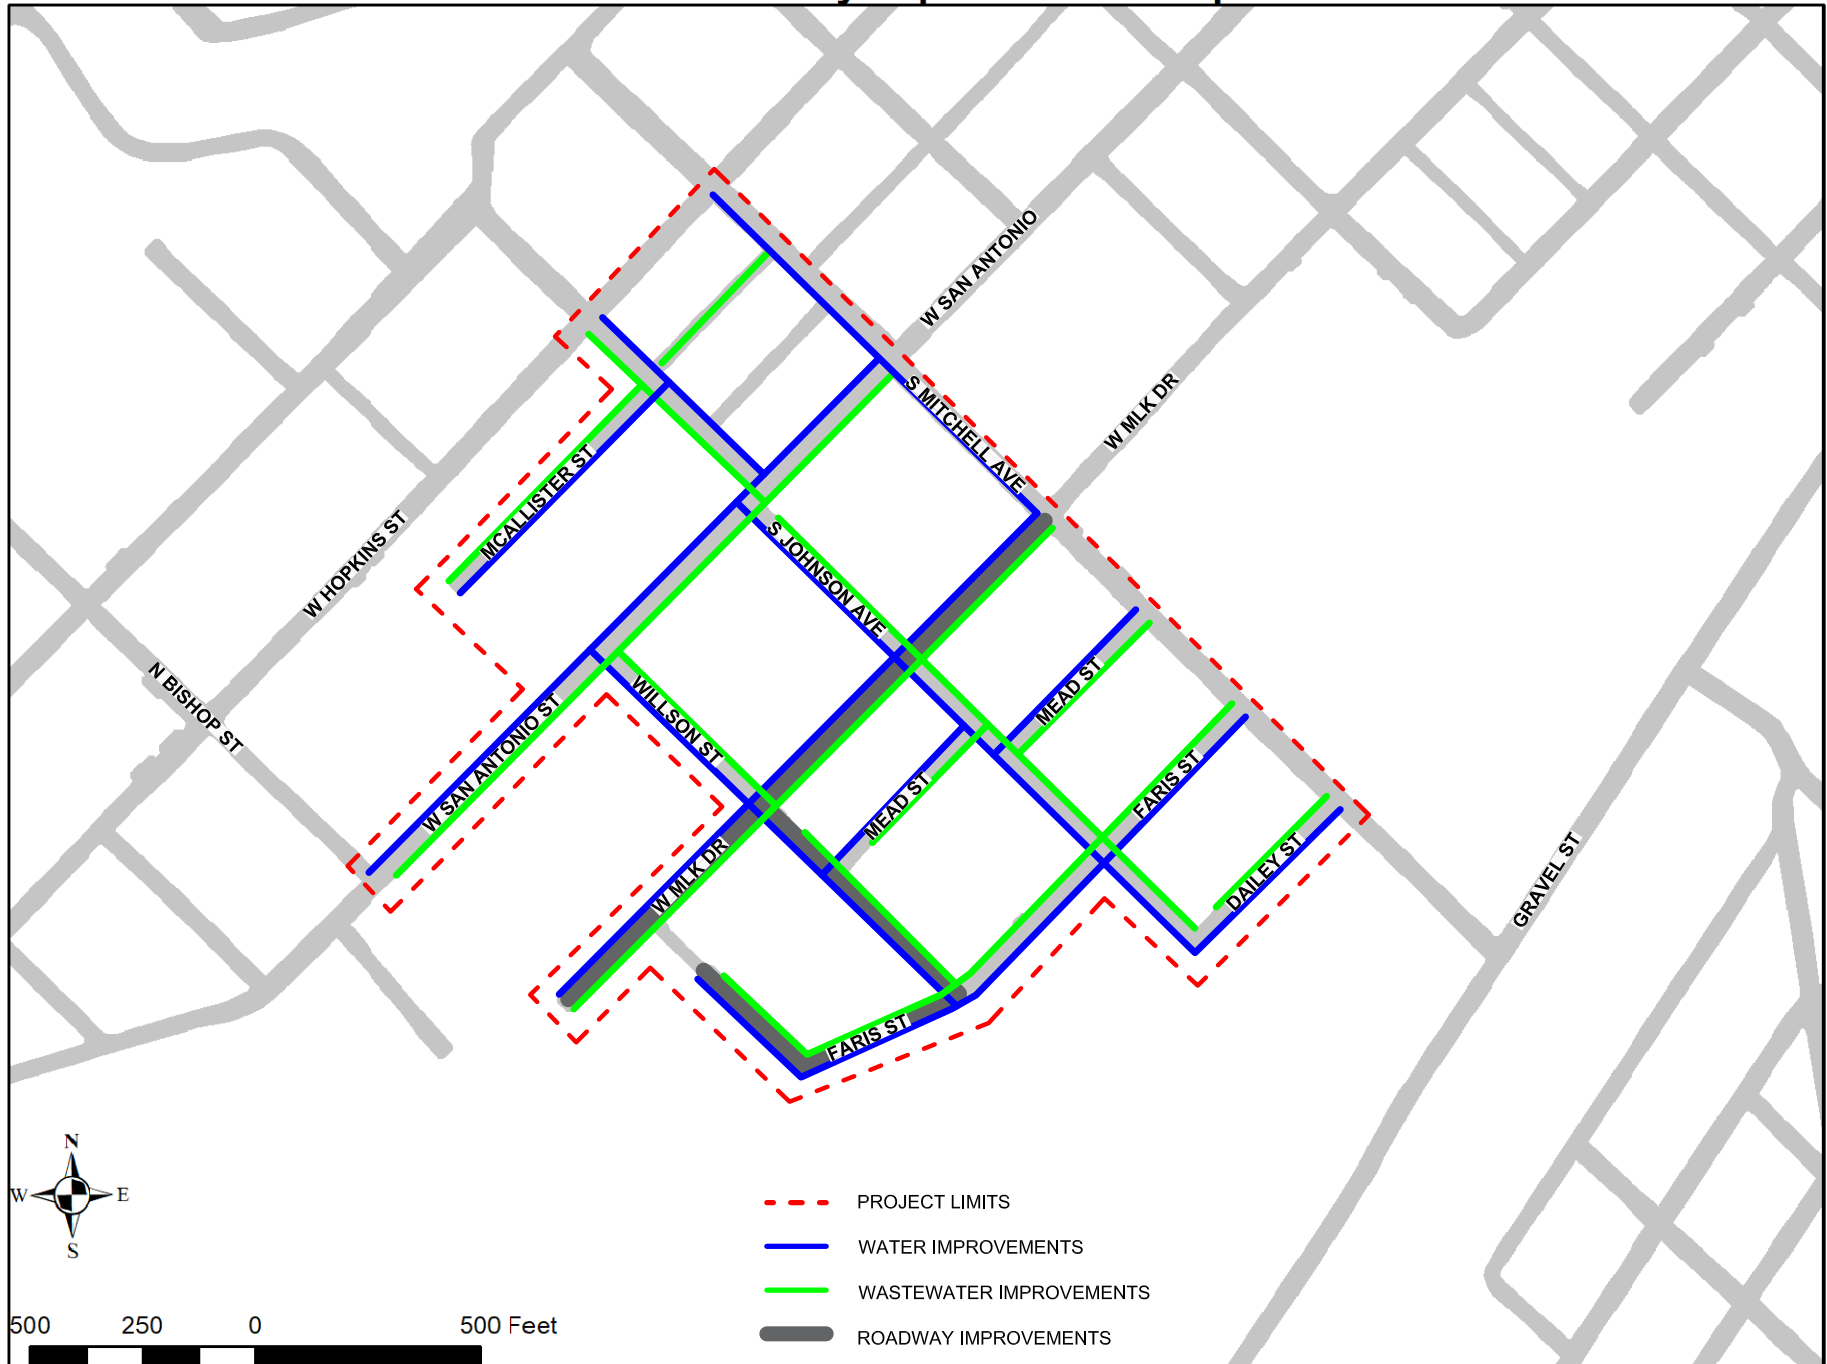 W SAN ANTONIO
S MITCHELL AVE
W MLK DR
MCALLISTER ST
W HOPKINS ST
S JOHNSON AVE
N BISHOP ST
WILLSON ST
W SAN ANTONIO ST
MEAD ST
MEAD ST
FARIS ST
W MLK DR
DAILEY ST
GRAVEL ST
FARIS ST
N
W E
S
PROJECT LIMITS
WATER IMPROVEMENTS
WASTEWATER IMPROVEMENTS
ROADWAY IMPROVEMENTS
500 250 0 500 Feet